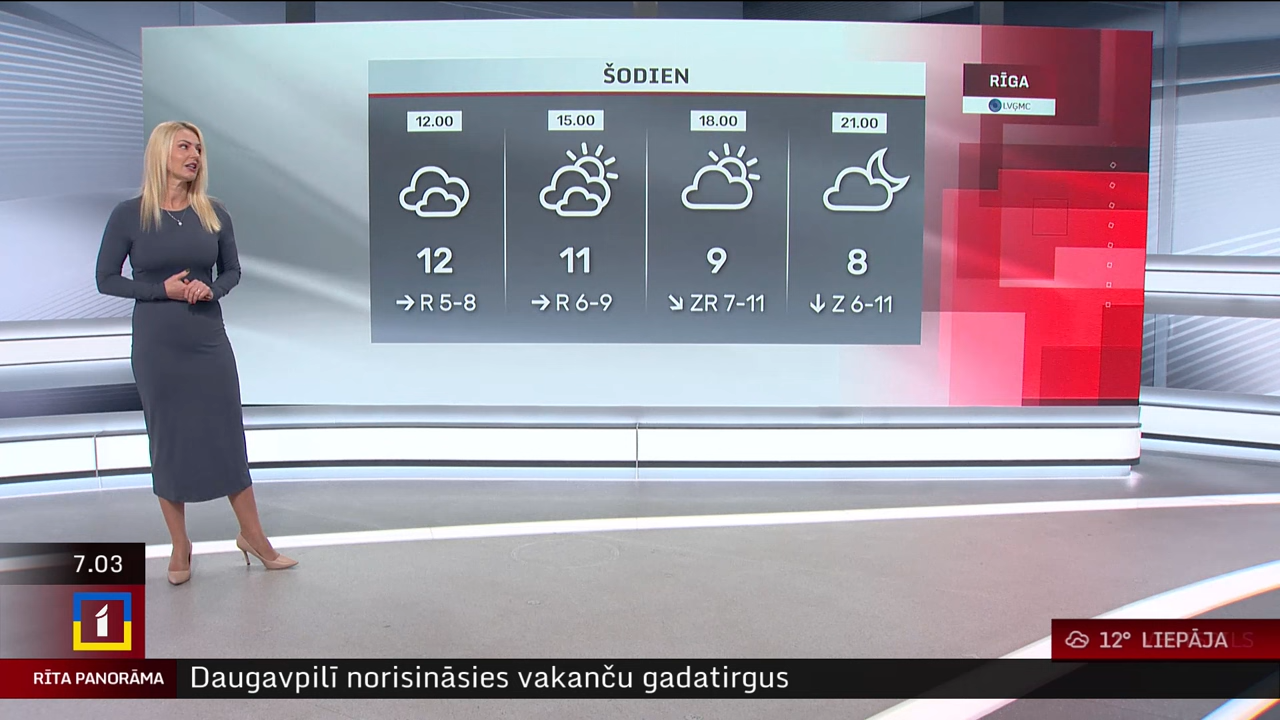 ŠODIEN
RĪGA
LVĢMC
12.00
15.00
18.00
21.00
12
11
9
8
R 5-8
R 6-9
ZR 7-11
Z 6-11
7.03
1
12° LIEPĀJA
RĪTA PANORĀMA
Daugavpilī norisināsies vakanču gadatirgus